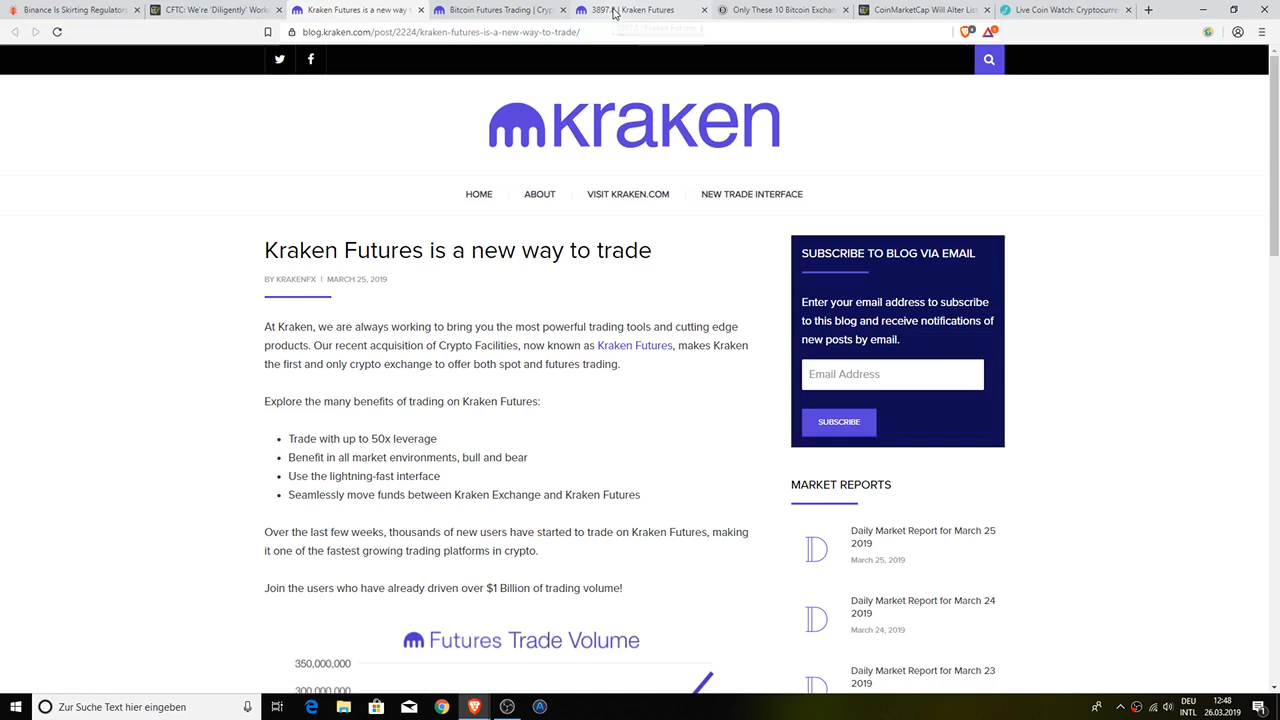 Binance Is Skirting Regulators
CFTC: We're 'Diligently' Work
Kraken Futures is a new way t
Bitcoin Futures Trading | Cryp
Kraken Futures
Only These 10 Bitcoin Exchan
CoinMarketCap Will Alter List
Live Coin Watch: Cryptocurre
blog.kraken.com/post/2224/kraken-futures-is-a-new-way-to-trade/
kraken
HOME
ABOUT
VISIT KRAKEN.COM
NEW TRADE INTERFACE
Kraken Futures is a new way to trade
BY KRAKENFX | MARCH 25, 2019
At Kraken, we are always working to bring you the most powerful trading tools and cutting edge
products. Our recent acquisition of Crypto Facilities, now known as Kraken Futures, makes Kraken
the first and only crypto exchange to offer both spot and futures trading.
Explore the many benefits of trading on Kraken Futures:
• Trade with up to 50x leverage
• Benefit in all market environments, bull and bear
• Use the lightning-fast interface
• Seamlessly move funds between Kraken Exchange and Kraken Futures
Over the last few weeks, thousands of new users have started to trade on Kraken Futures, making
it one of the fastest growing trading platforms in crypto.
Join the users who have already driven over $1 Billion of trading volume!
Futures Trade Volume
350,000,000
300,000,000
SUBSCRIBE TO BLOG VIA EMAIL
Enter your email address to subscribe
to this blog and receive notifications of
new posts by email.
Email Address
SUBSCRIBE
MARKET REPORTS
Daily Market Report for March 25
2019
March 25, 2019
Daily Market Report for March 24
2019
March 24, 2019
Daily Market Report for March 23
2019
Zur Suche Text hier eingeben
DEU
INTL
12:48
26.03.2019